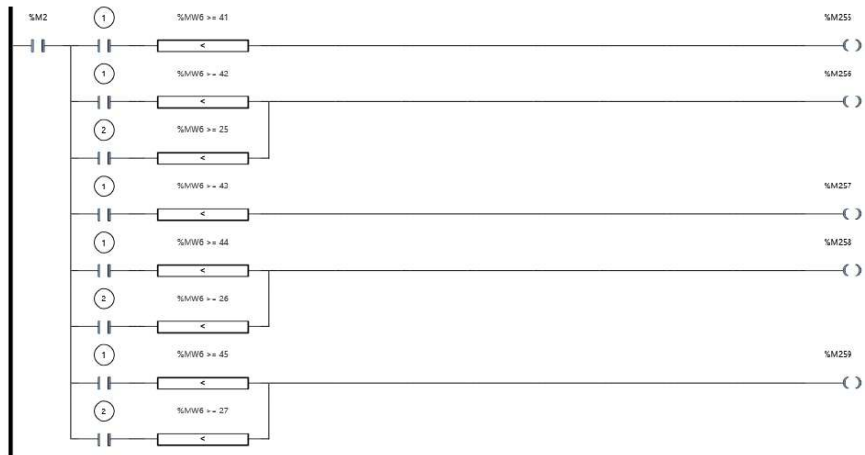 %M2 1 %MW6 >= 41 %M255
<
1 %MW6 >= 42 %M256
<
2 %MW6 >= 25
<
1 %MW6 >= 43 %M257
<
1 %MW6 >= 44 %M258
<
2 %MW6 >= 26
<
1 %MW6 >= 45 %M259
<
2 %MW6 >= 27
<